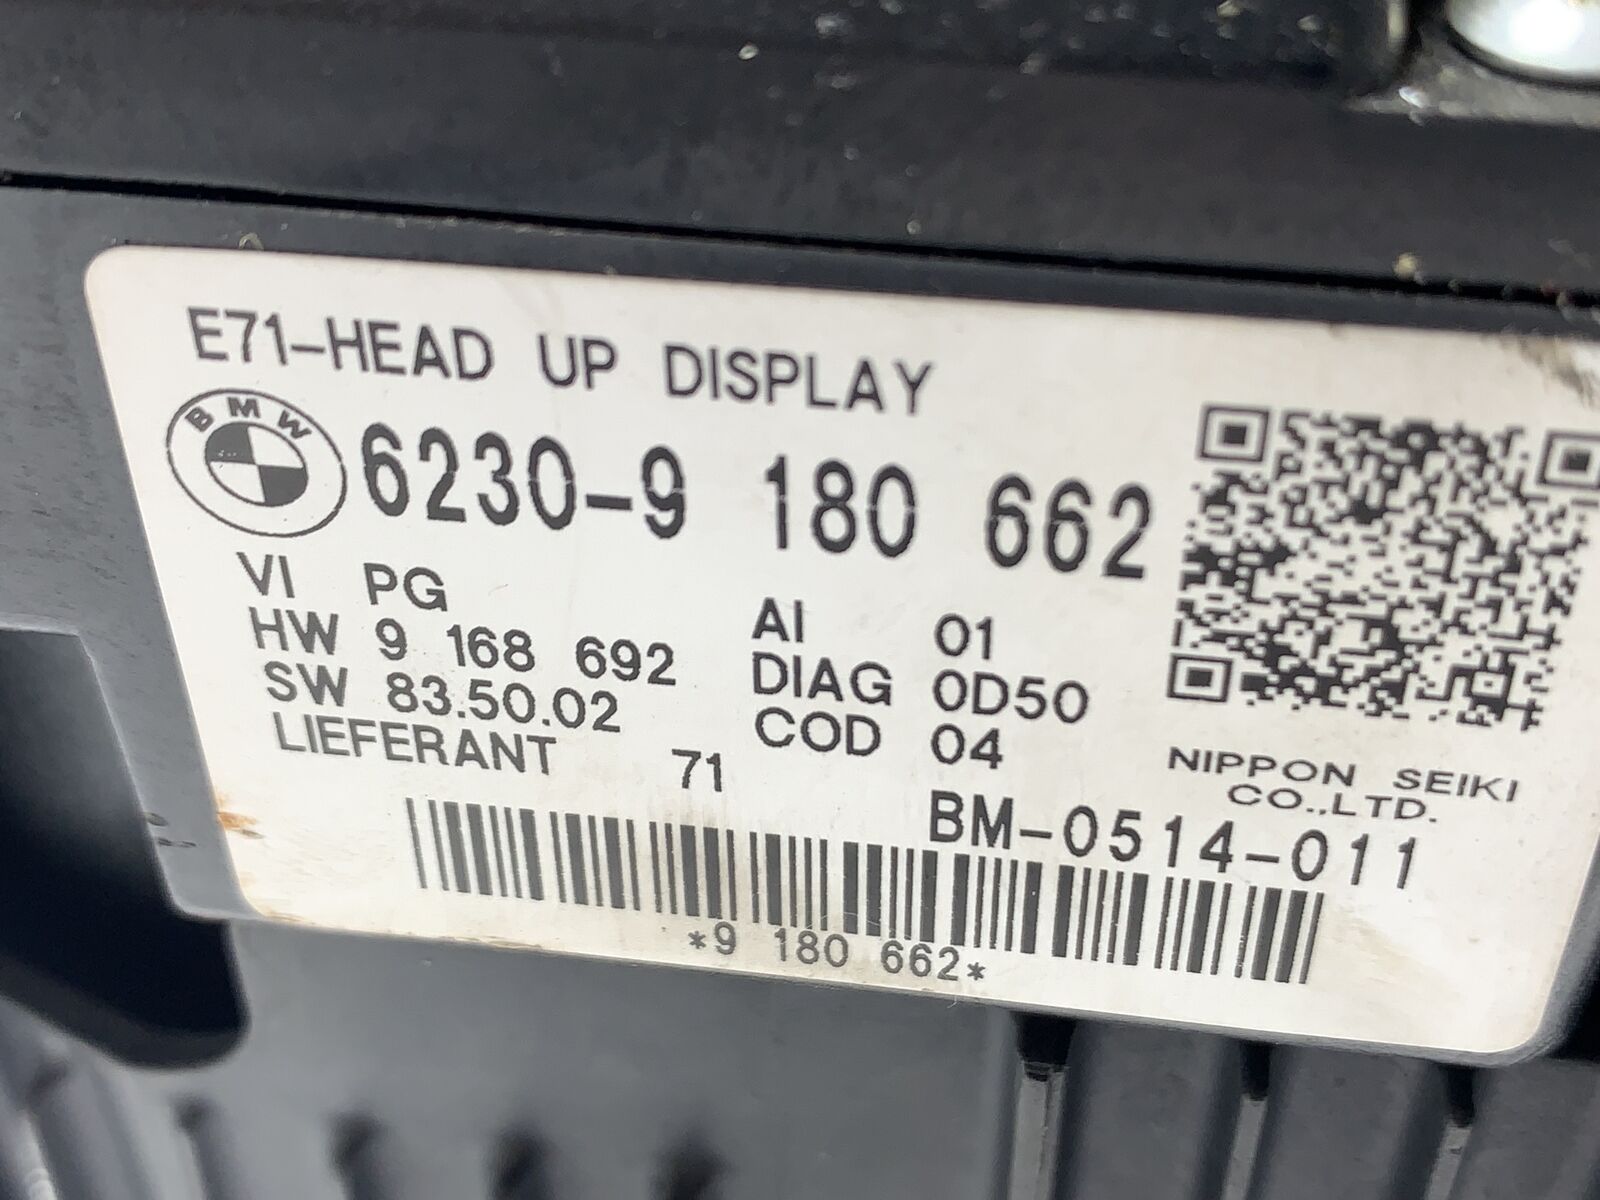 E71-HEAD UP DISPLAY
BMW 6230-9 180 662
VI PG
HW 9 168 692
SW 83.50.02
LIEFERANT 71
AI 01
DIAG 0D50
COD 04
NIPPON SEIKI
CO.,LTD.
BM-0514-011
*9 180 662*